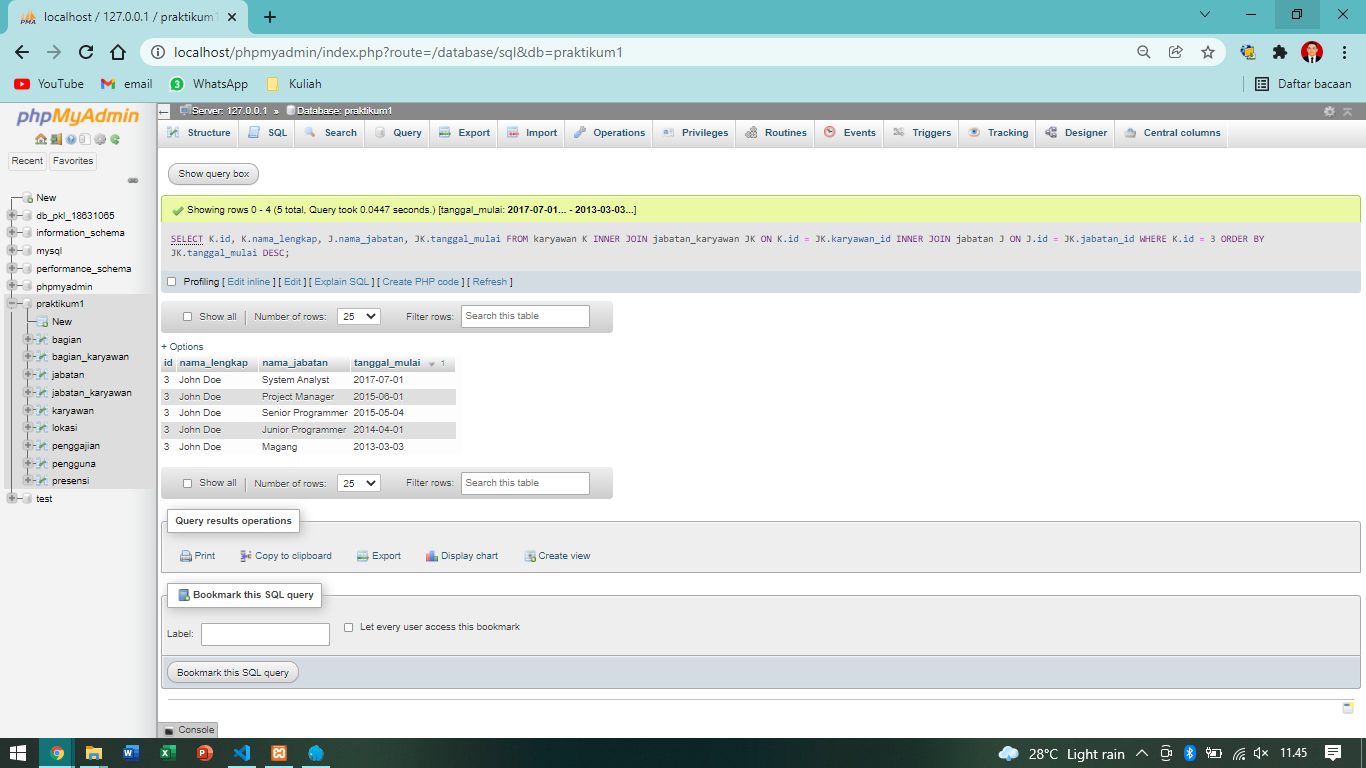 localhost / 127.0.0.1 / praktikum1
localhost/phpmyadmin/index.php?route=/database/sql&db=praktikum1
YouTube email 3 WhatsApp Kuliah Daftar bacaan
phpMyAdmin
Recent Favorites
New
db_pkl_18631065
information_schema
mysql
performance_schema
phpmyadmin
praktikum1
New
bagian
bagian_karyawan
jabatan
jabatan_karyawan
karyawan
lokasi
penggajian
pengguna
presensi
test
Server: 127.0.0.1 » Database: praktikum1
Structure SQL Search Query Export Import Operations Privileges Routines Events Triggers Tracking Designer Central columns
Show query box
Showing rows 0 - 4 (5 total, Query took 0.0447 seconds.) [tanggal_mulai: 2017-07-01... - 2013-03-03...]
SELECT K.id, K.nama_lengkap, J.nama_jabatan, JK.tanggal_mulai FROM karyawan K INNER JOIN jabatan_karyawan JK ON K.id = JK.karyawan_id INNER JOIN jabatan J ON J.id = JK.jabatan_id WHERE K.id = 3 ORDER BY
JK.tanggal_mulai DESC;
Profiling [ Edit inline ] [ Edit ] [ Explain SQL ] [ Create PHP code ] [ Refresh ]
Show all Number of rows: 25 Filter rows: Search this table
+ Options
id nama_lengkap nama_jabatan tanggal_mulai 1
3 John Doe System Analyst 2017-07-01
3 John Doe Project Manager 2015-06-01
3 John Doe Senior Programmer 2015-05-04
3 John Doe Junior Programmer 2014-04-01
3 John Doe Magang 2013-03-03
Show all Number of rows: 25 Filter rows: Search this table
Query results operations
Print Copy to clipboard Export Display chart Create view
Bookmark this SQL query
Label: Let every user access this bookmark
Bookmark this SQL query
Console
28°C Light rain 11.45